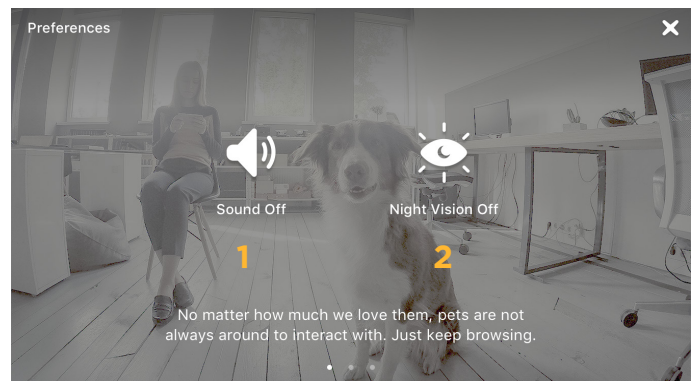 Preferences
Sound Off
Night Vision Off
1
2
No matter how much we love them, pets are not
always around to interact with. Just keep browsing.